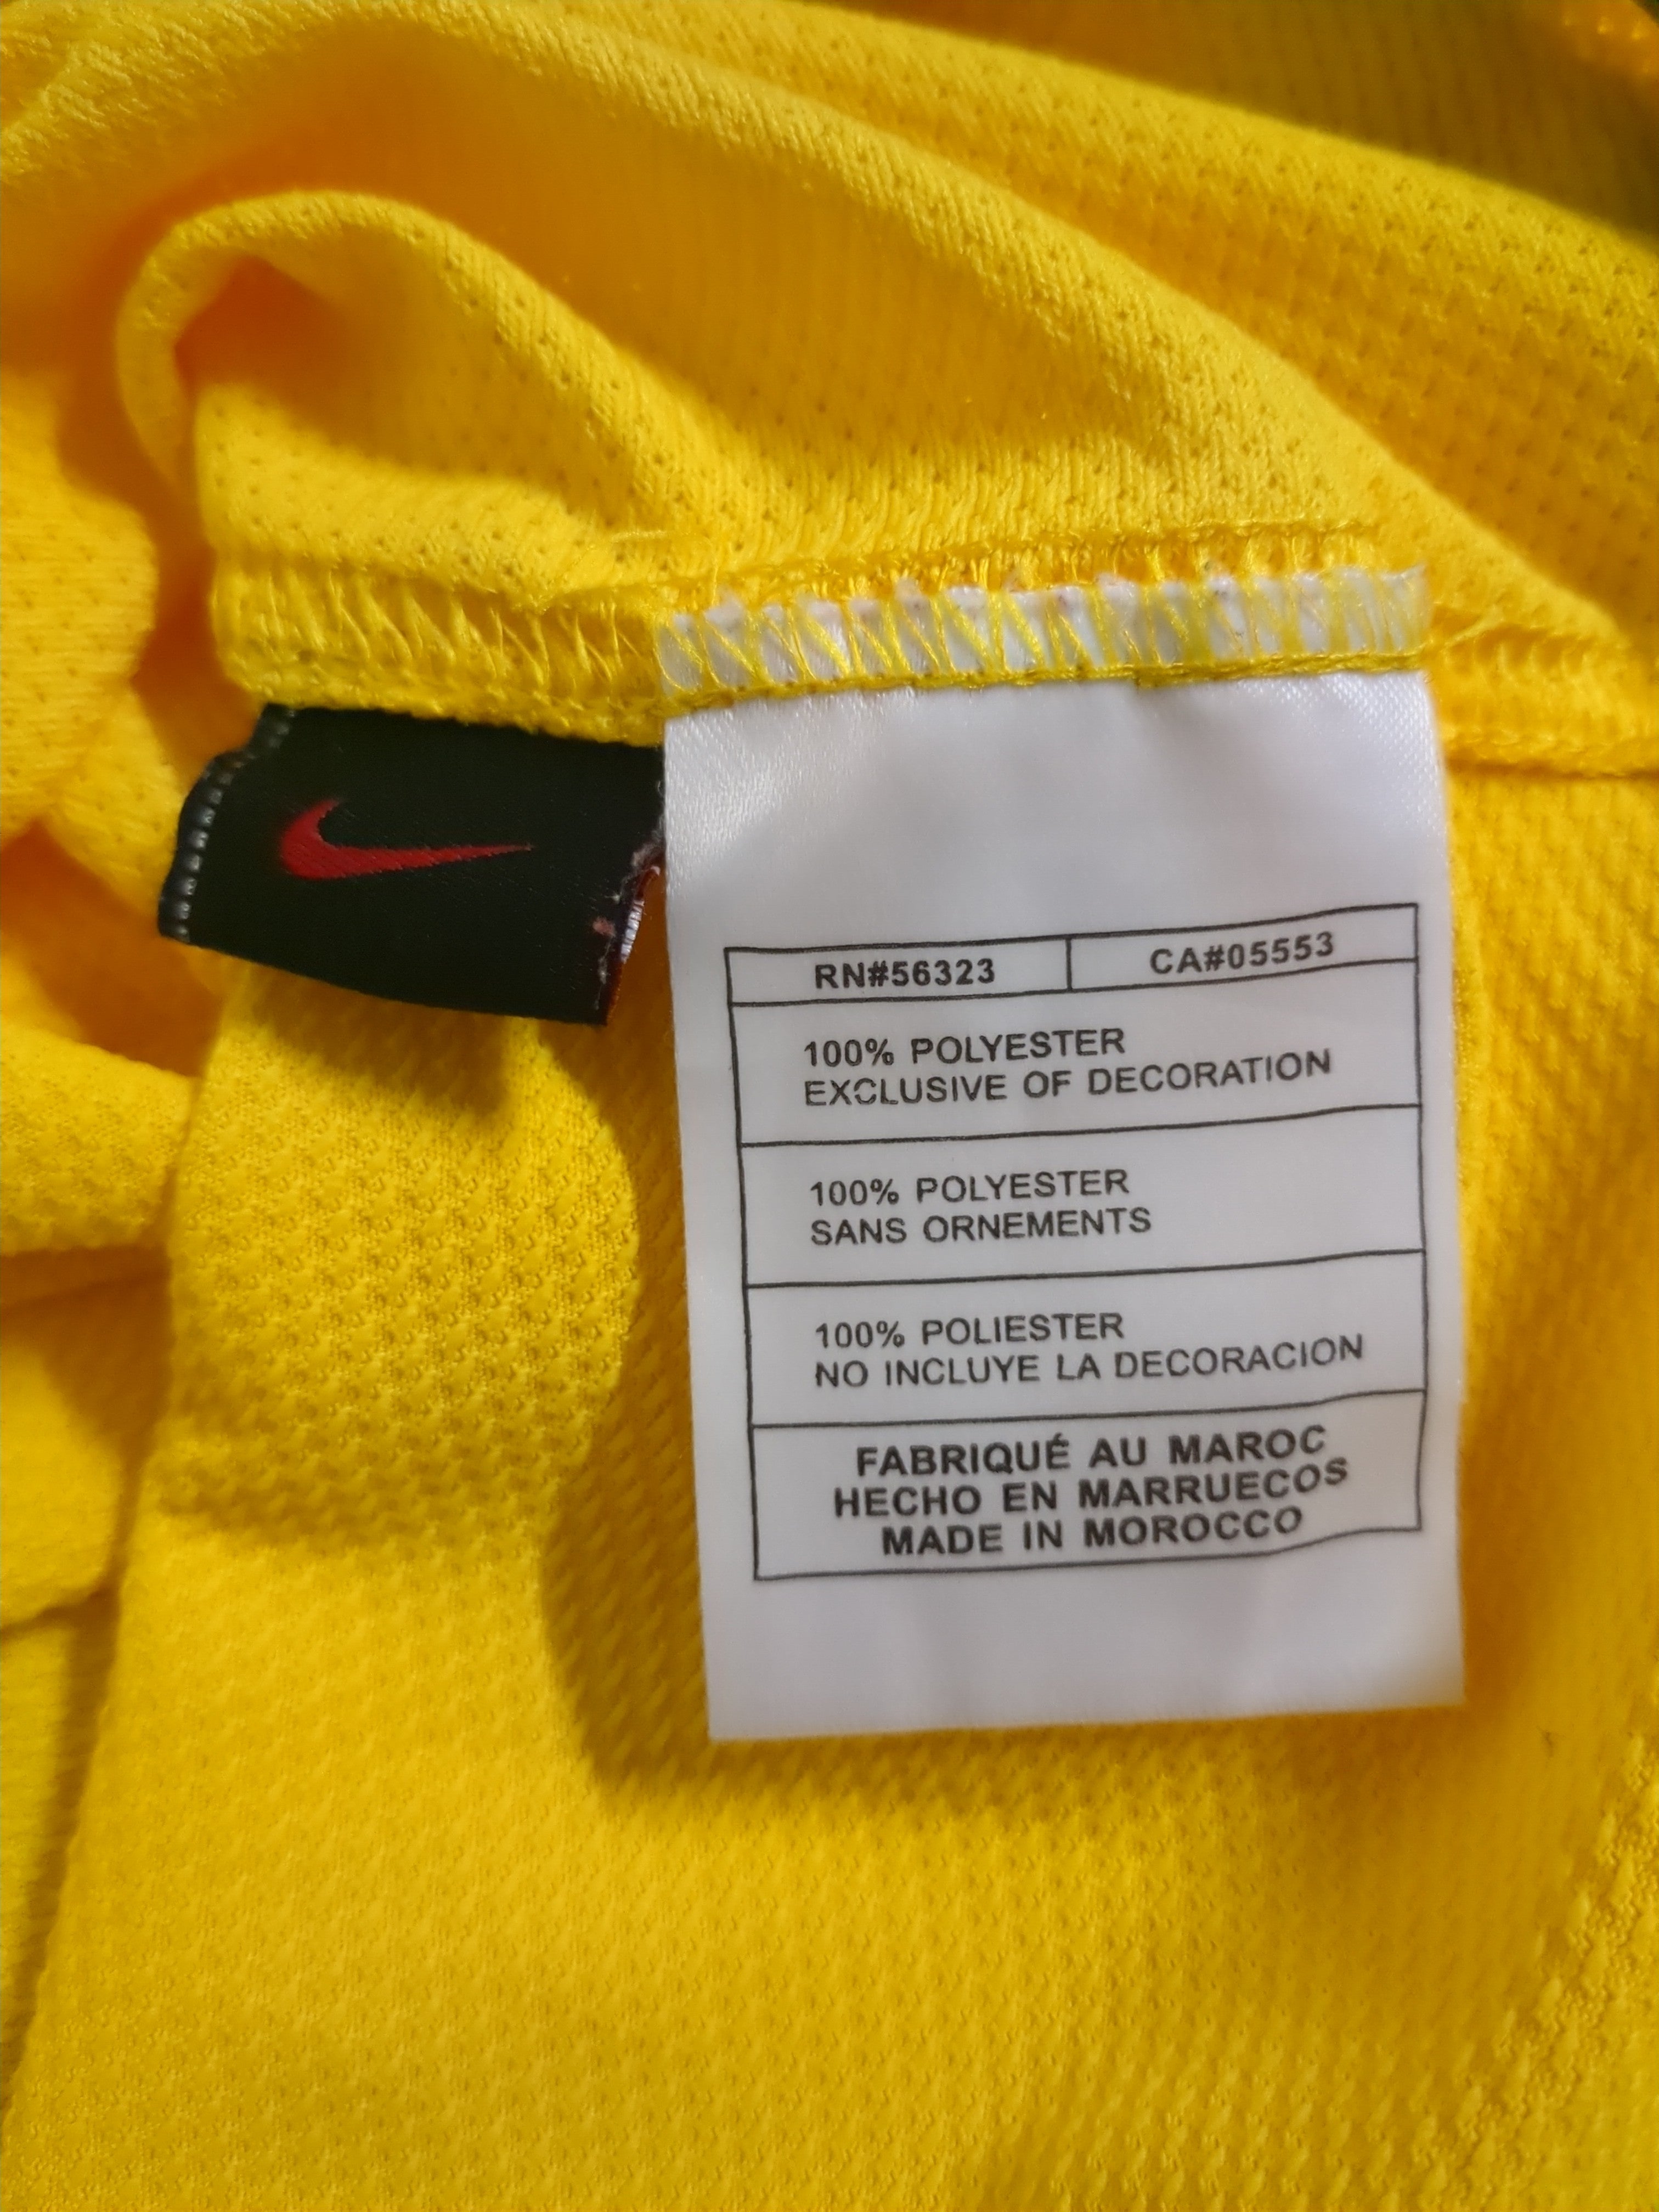 RN#56323 CA#05553
100% POLYESTER
EXCLUSIVE OF DECORATION
100% POLYESTER
SANS ORNEMENTS
100% POLIESTER
NO INCLUYE LA DECORACION
FABRIQUÉ AU MAROC
HECHO EN MARRUECOS
MADE IN MOROCCO